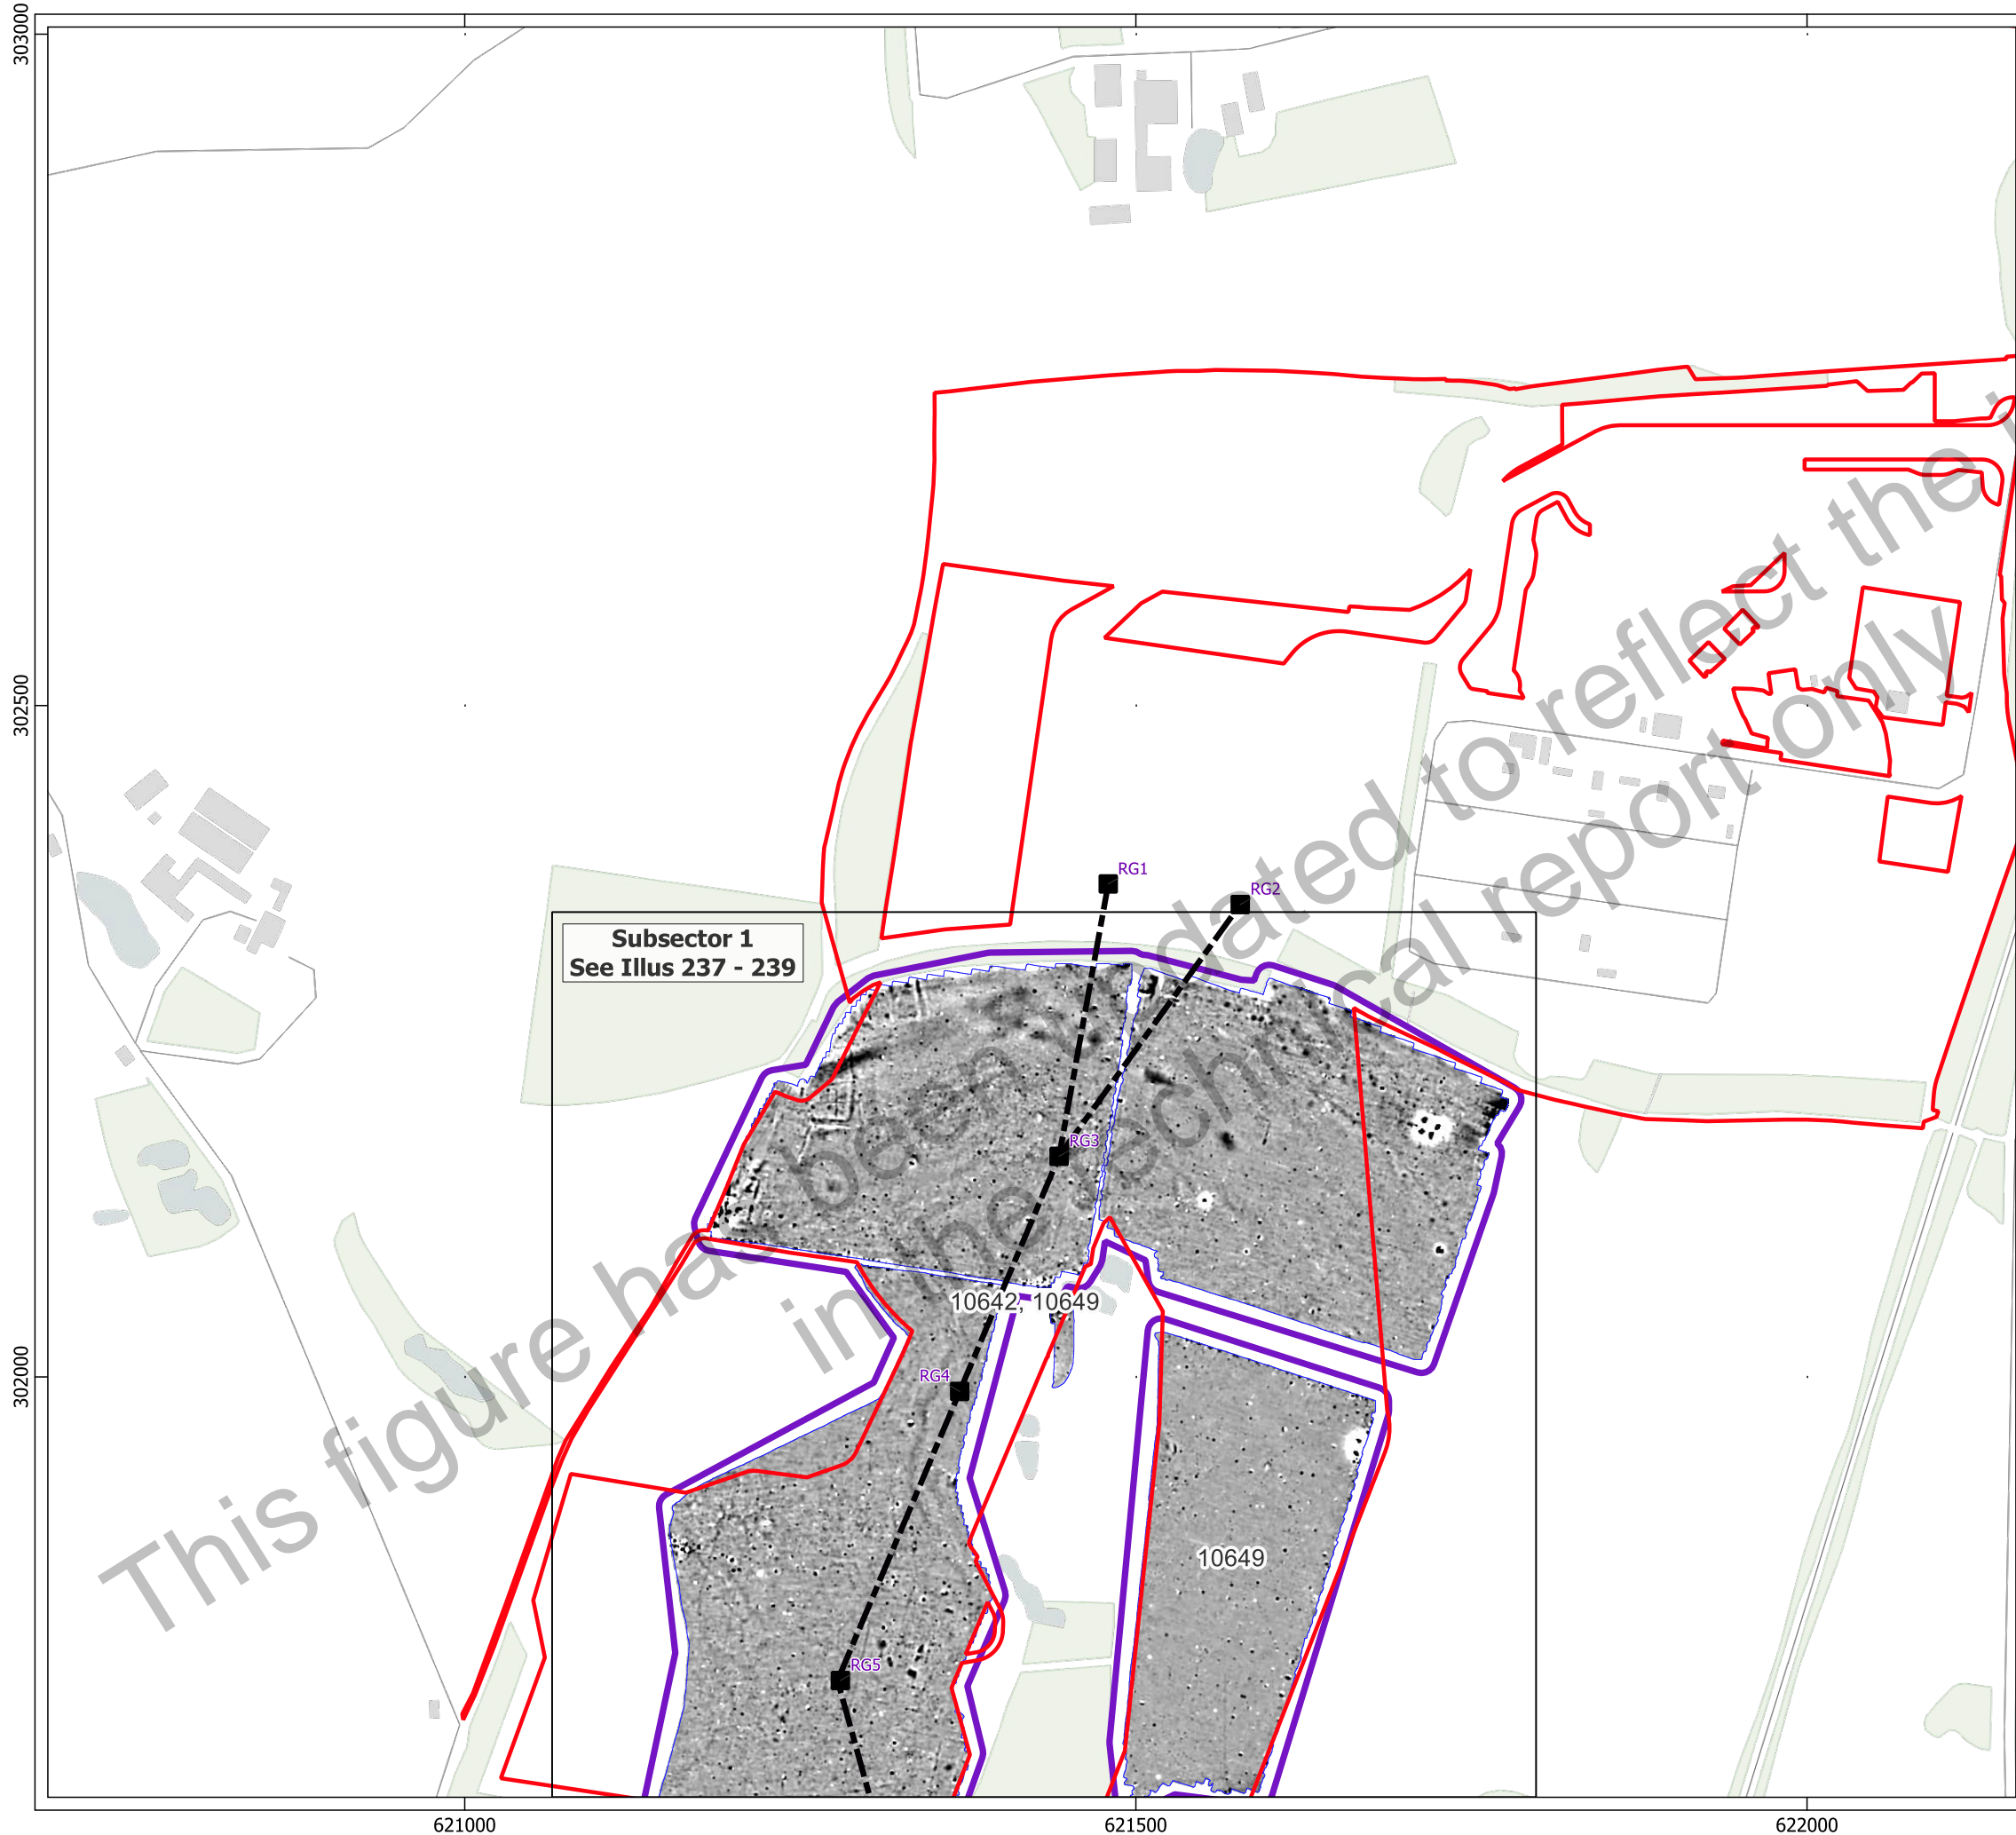 303000
302500
302000
621000
621500
622000
RG1
RG2
Subsector 1
See Illus 237 - 239
RG3
10642, 10649
RG4
10649
RG5
This figure has been updated to reflect the
in the technical report only